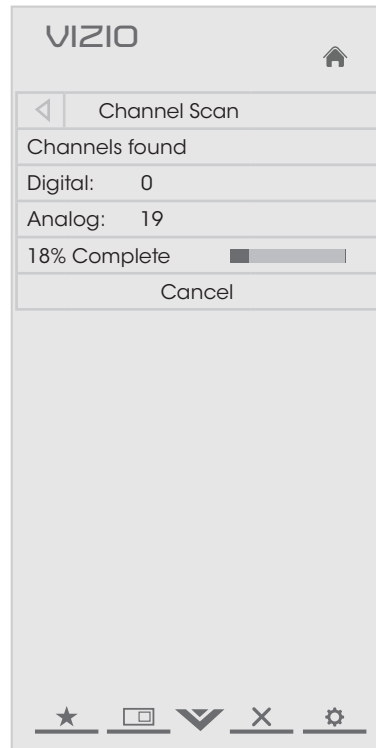 VIZIO
Channel Scan
Channels found
Digital: 0
Analog: 19
18% Complete
Cancel